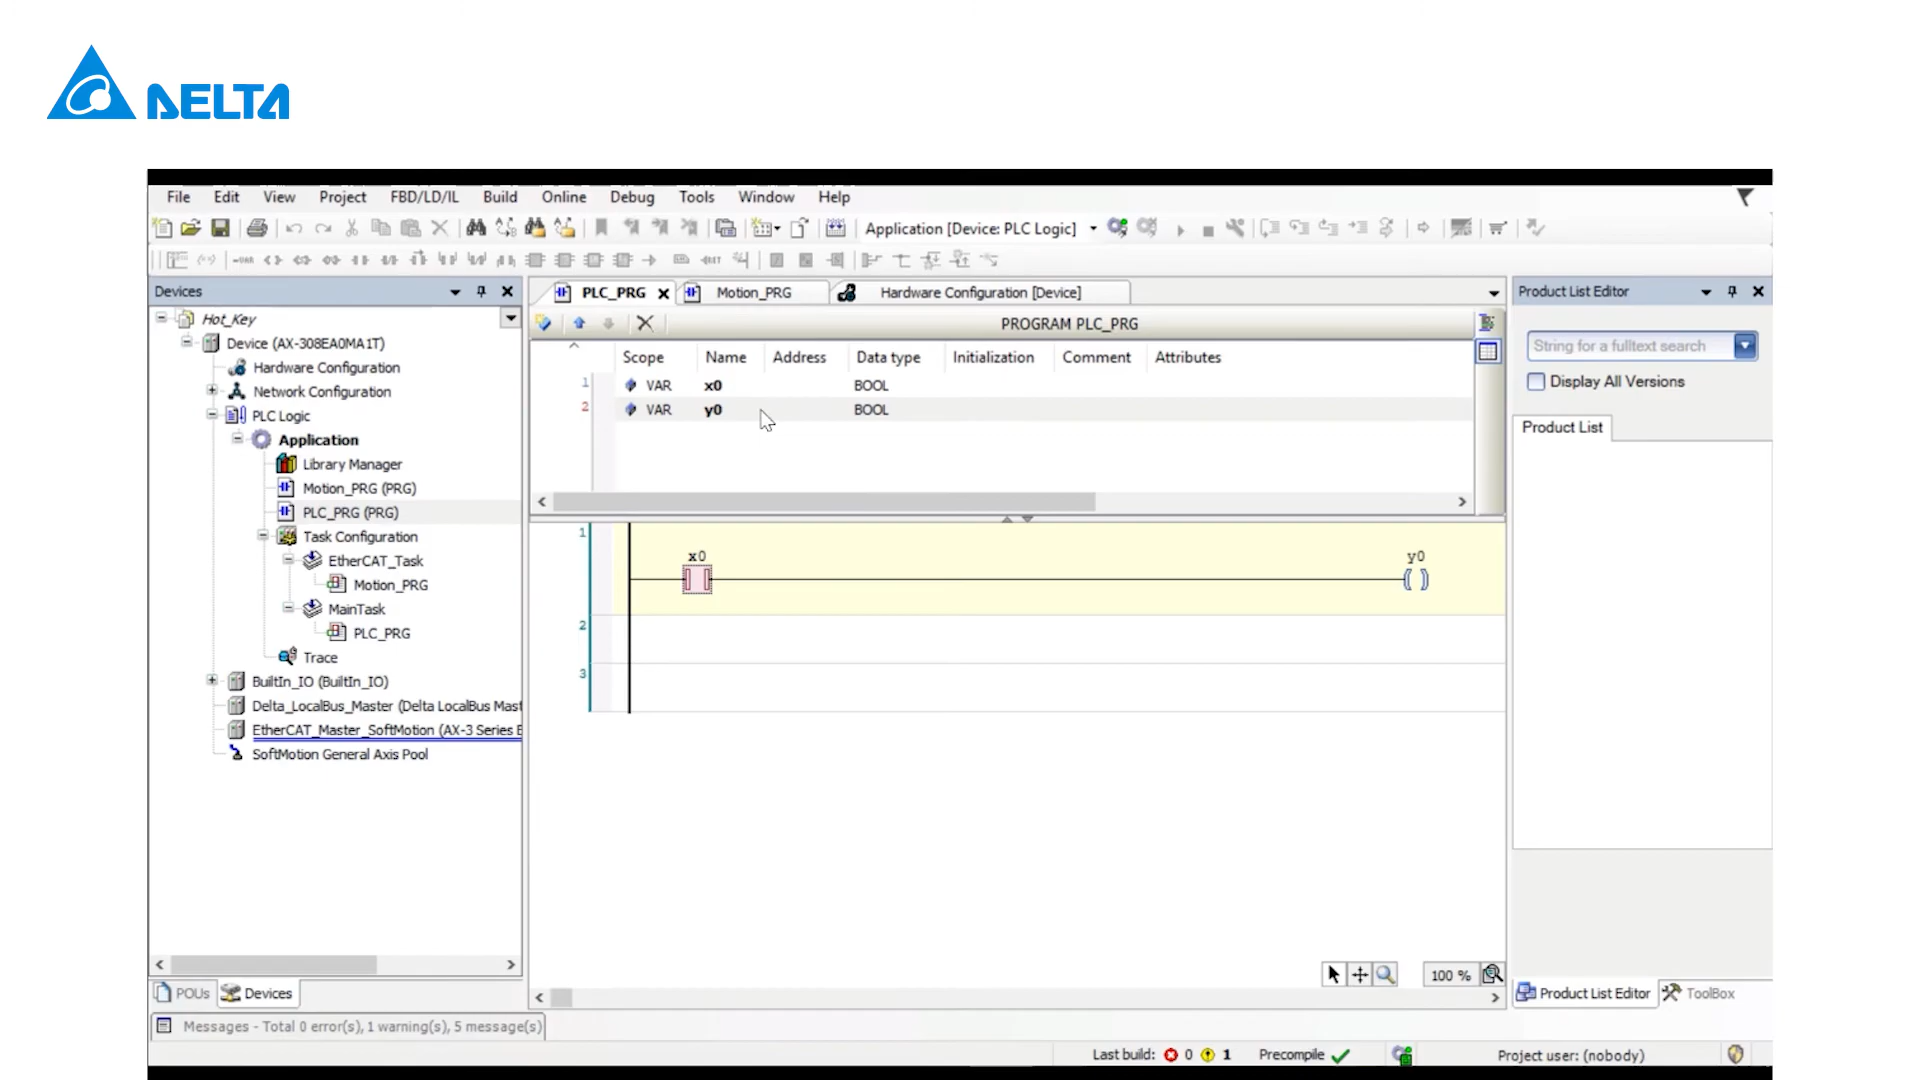 DELTA
File Edit View Project FBD/LD/IL Build Online Debug Tools Window Help
Application [Device: PLC Logic]
Devices
PLC_PRG
Motion_PRG
Hardware Configuration [Device]
Product List Editor
Hot_Key
Device (AX-308EA0MA1T)
Hardware Configuration
Network Configuration
PLC Logic
Application
Library Manager
Motion_PRG (PRG)
PLC_PRG (PRG)
Task Configuration
EtherCAT_Task
Motion_PRG
MainTask
PLC_PRG
Trace
BuiltIn_IO (BuiltIn_IO)
Delta_LocalBus_Master (Delta LocalBus Mast
EtherCAT_Master_SoftMotion (AX-3 Series E
SoftMotion General Axis Pool
POUs Devices
PROGRAM PLC_PRG
Scope Name Address Data type Initialization Comment Attributes
1 VAR x0 BOOL
2 VAR y0 BOOL
1
x0 y0
2
3
100 %
String for a fulltext search
Display All Versions
Product List
Product List Editor ToolBox
Messages - Total 0 error(s), 1 warning(s), 5 message(s)
Last build: 0 1 Precompile Project user: (nobody)